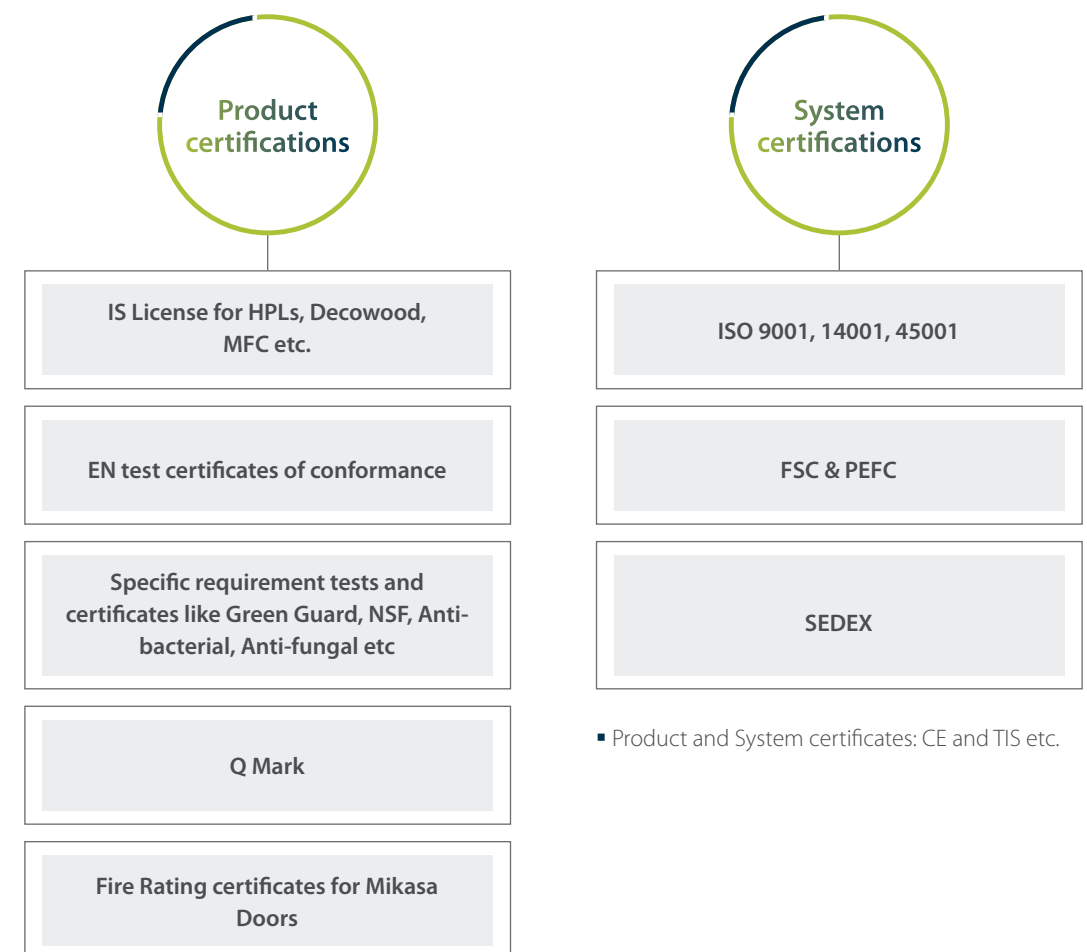 Product
certifications
IS License for HPLs, Decowood,
MFC etc.
EN test certificates of conformance
Specific requirement tests and
certificates like Green Guard, NSF, Anti-
bacterial, Anti-fungal etc
Q Mark
Fire Rating certificates for Mikasa
Doors
System
certifications
ISO 9001, 14001, 45001
FSC & PEFC
SEDEX
▪ Product and System certificates: CE and TIS etc.